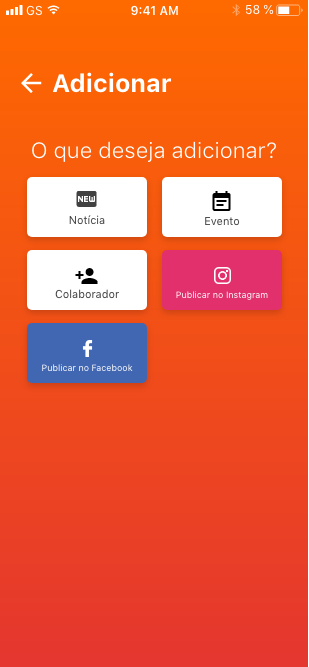 GS 9:41 AM 58 %
Adicionar
O que deseja adicionar?
NEW
Notícia
Evento
Colaborador
Publicar no Instagram
Publicar no Facebook